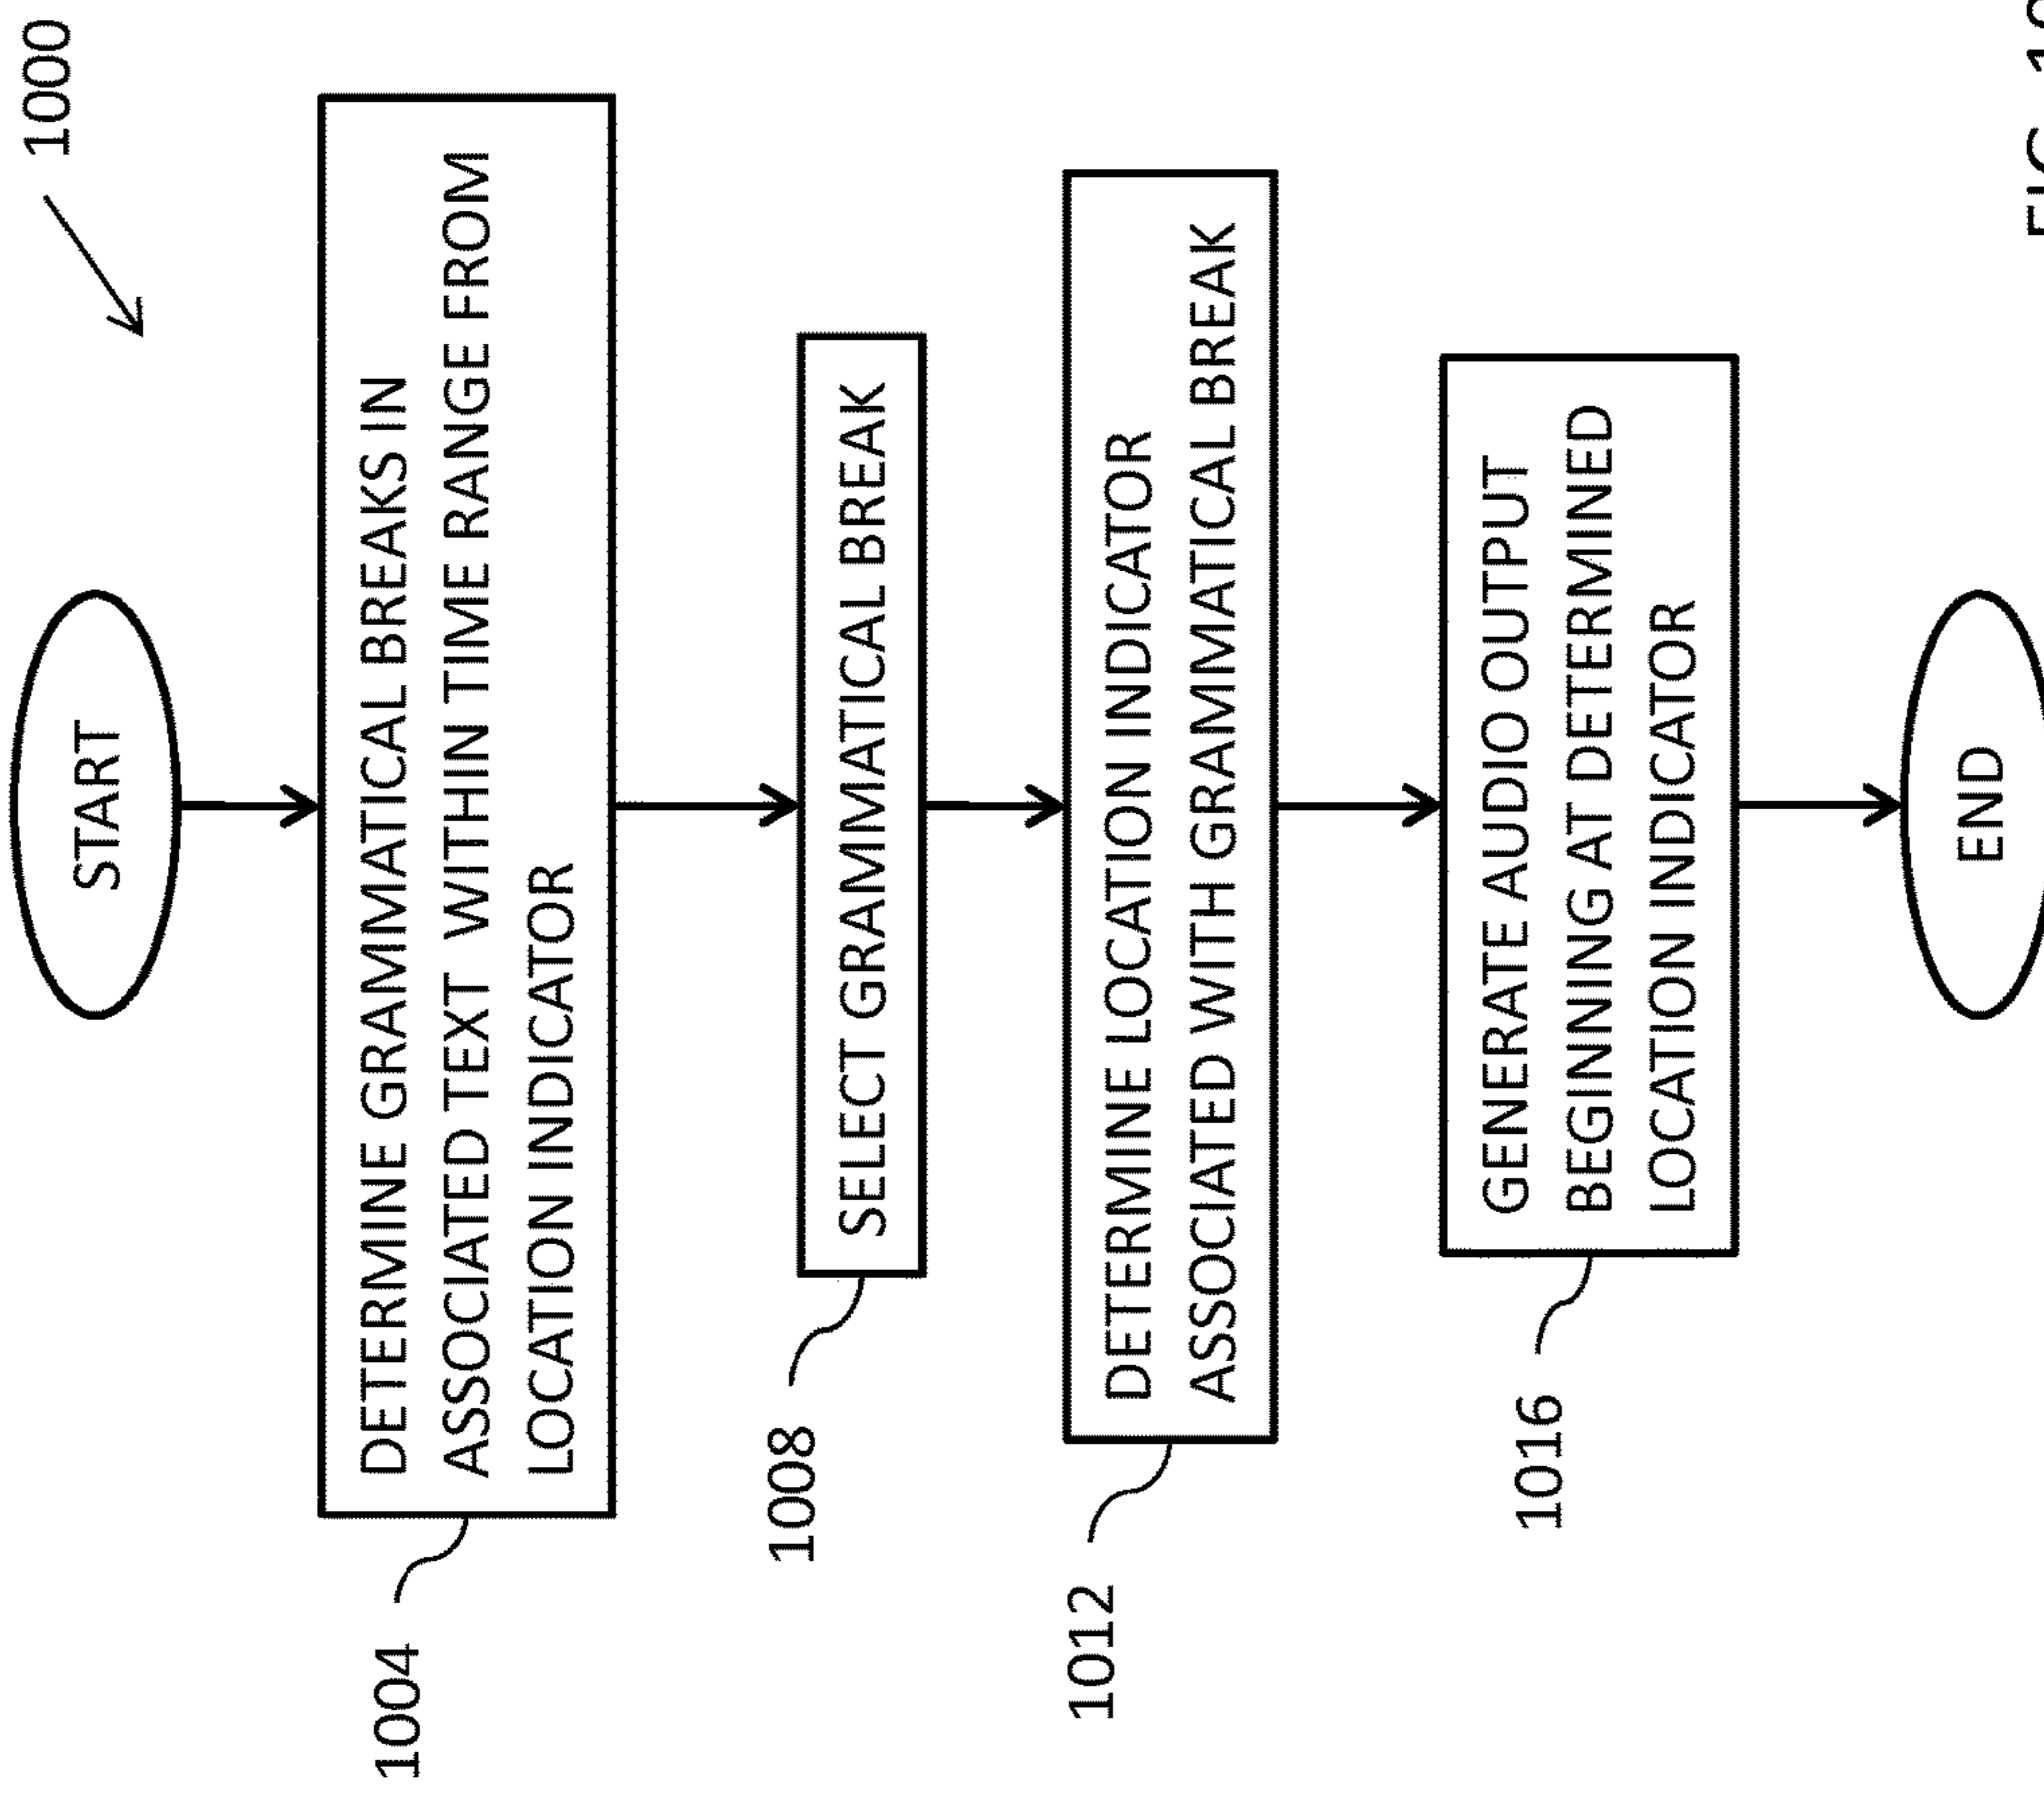 1000
START
1004
DETERMINE GRAMMATICAL BREAKS IN
ASSOCIATED TEXT WITHIN TIME RANGE FROM
LOCATION INDICATOR
1008
SELECT GRAMMATICAL BREAK
1012
DETERMINE LOCATION INDICATOR
ASSOCIATED WITH GRAMMATICAL BREAK
1016
GENERATE AUDIO OUTPUT
BEGINNING AT DETERMINED
LOCATION INDICATOR
END